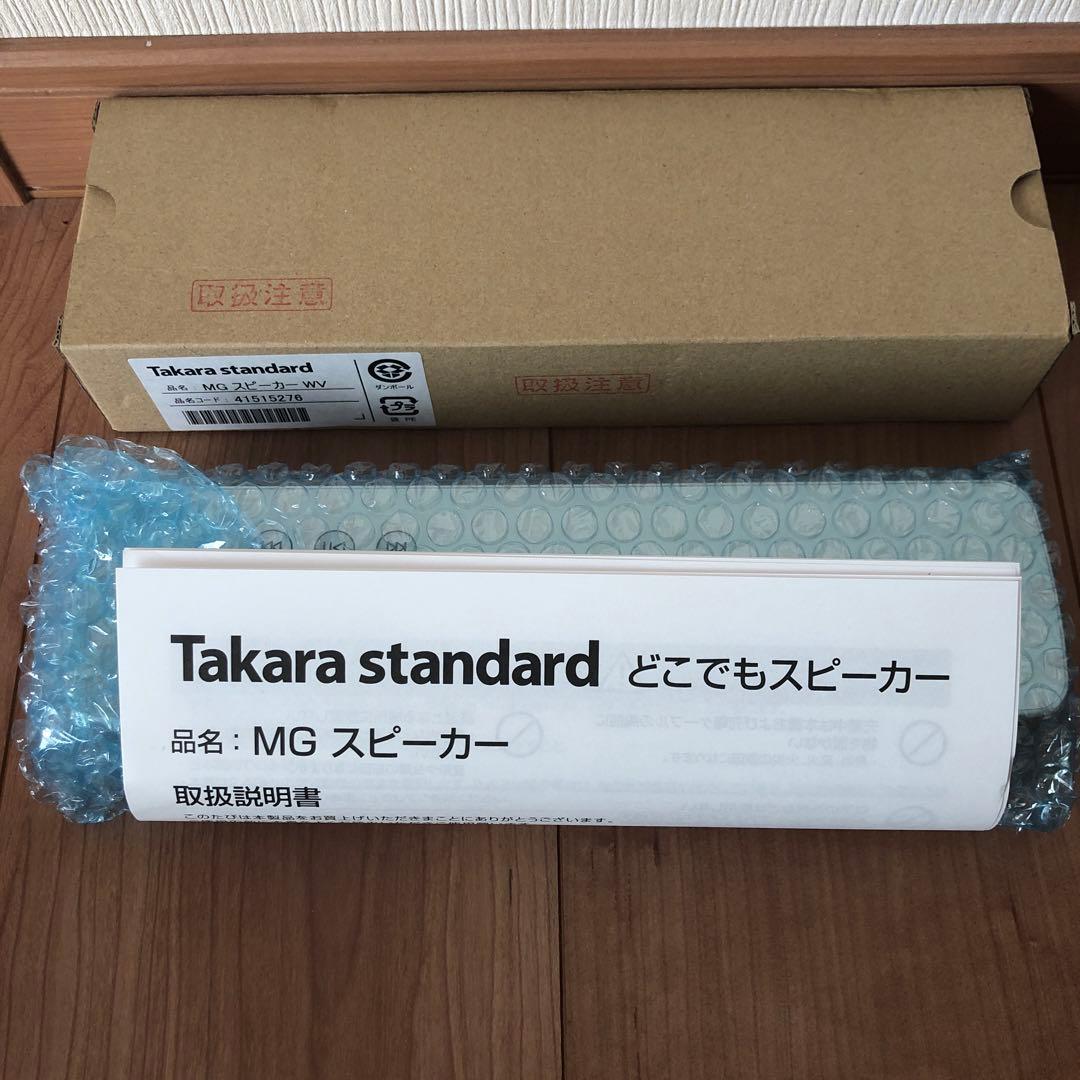 取扱注意
Takara standard
品名: MG スピーカー WV
品名コード: 41515276
ダンボール
プラ
取扱注意
Takara standard どこでもスピーカー
品名: MG スピーカー
取扱説明書
このたびは本製品をお買上げいただきまことにありがとうございます。